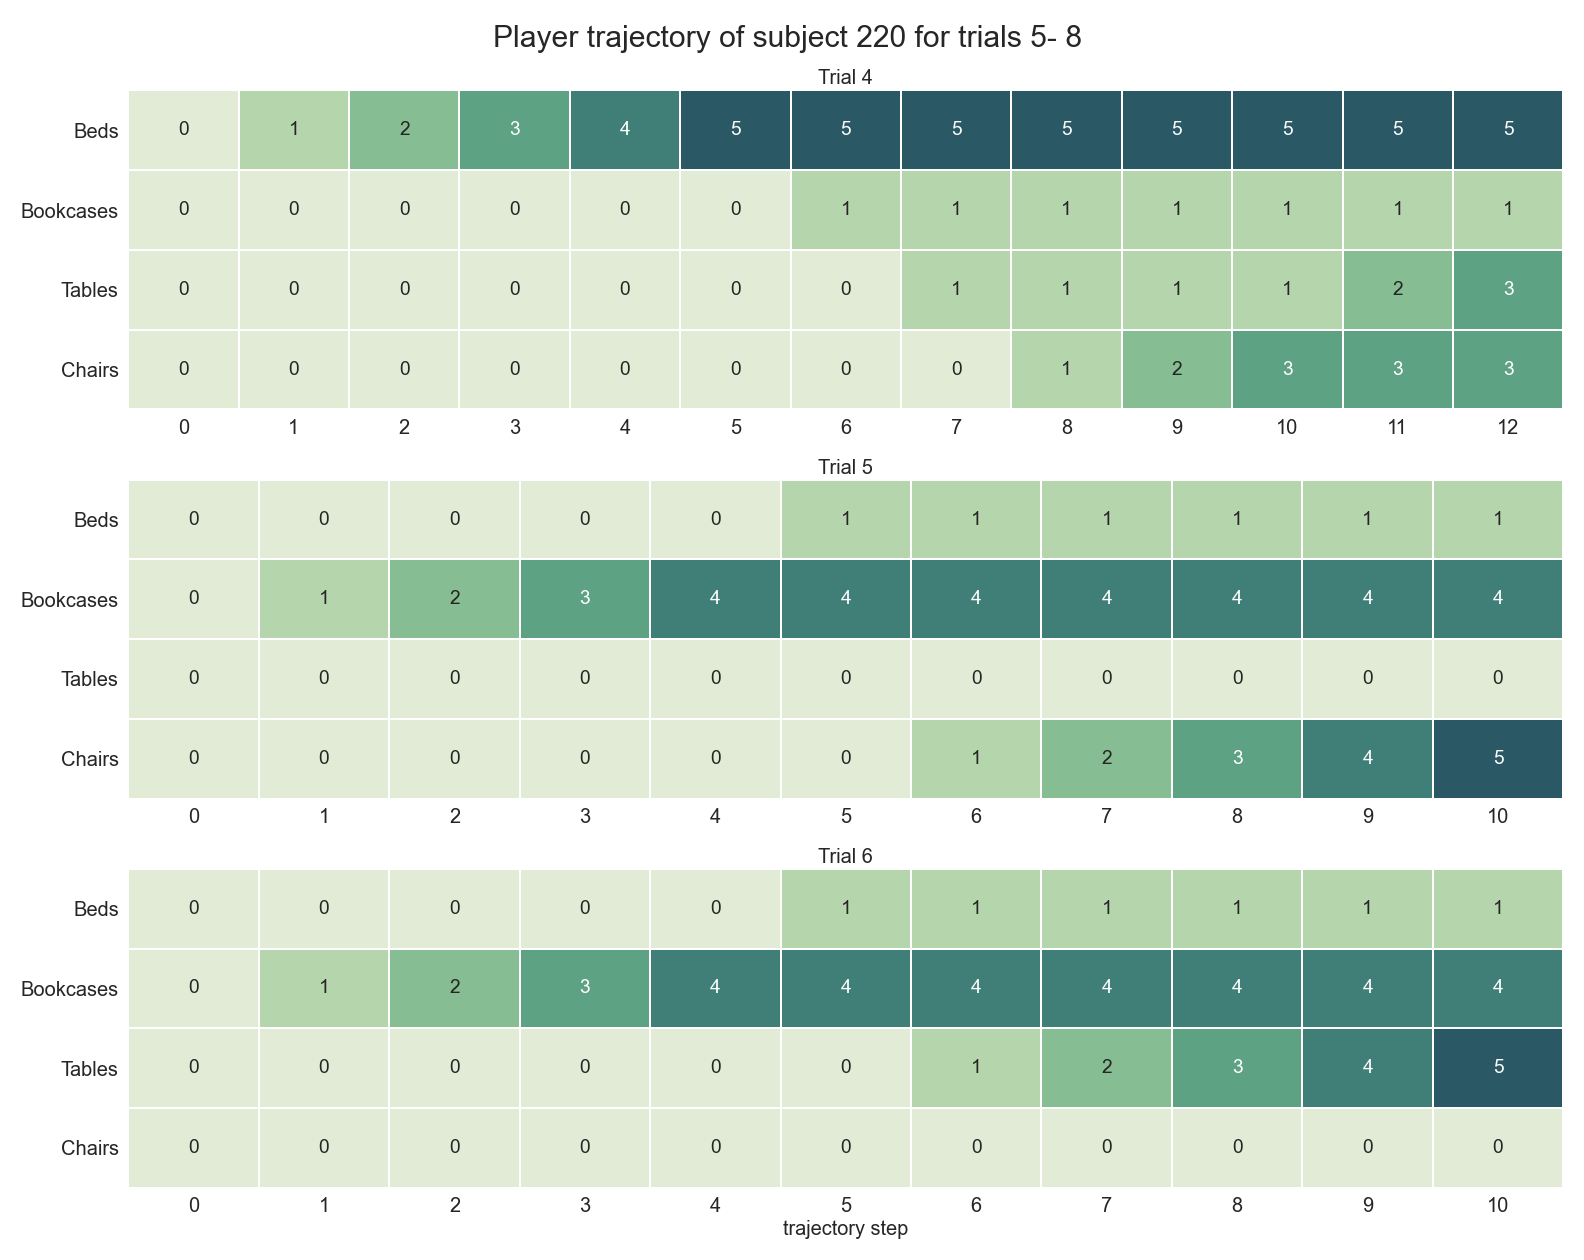 Player trajectory of subject 220 for trials 5- 8
Trial 4
Beds 0 1 2 3 4 5 5 5 5 5 5 5 5
Bookcases 0 0 0 0 0 0 1 1 1 1 1 1 1
Tables 0 0 0 0 0 0 0 1 1 1 1 2 3
Chairs 0 0 0 0 0 0 0 0 1 2 3 3 3
0 1 2 3 4 5 6 7 8 9 10 11 12
Trial 5
Beds 0 0 0 0 0 1 1 1 1 1 1
Bookcases 0 1 2 3 4 4 4 4 4 4 4
Tables 0 0 0 0 0 0 0 0 0 0 0
Chairs 0 0 0 0 0 0 1 2 3 4 5
0 1 2 3 4 5 6 7 8 9 10
Trial 6
Beds 0 0 0 0 0 1 1 1 1 1 1
Bookcases 0 1 2 3 4 4 4 4 4 4 4
Tables 0 0 0 0 0 0 1 2 3 4 5
Chairs 0 0 0 0 0 0 0 0 0 0 0
0 1 2 3 4 5 6 7 8 9 10
trajectory step